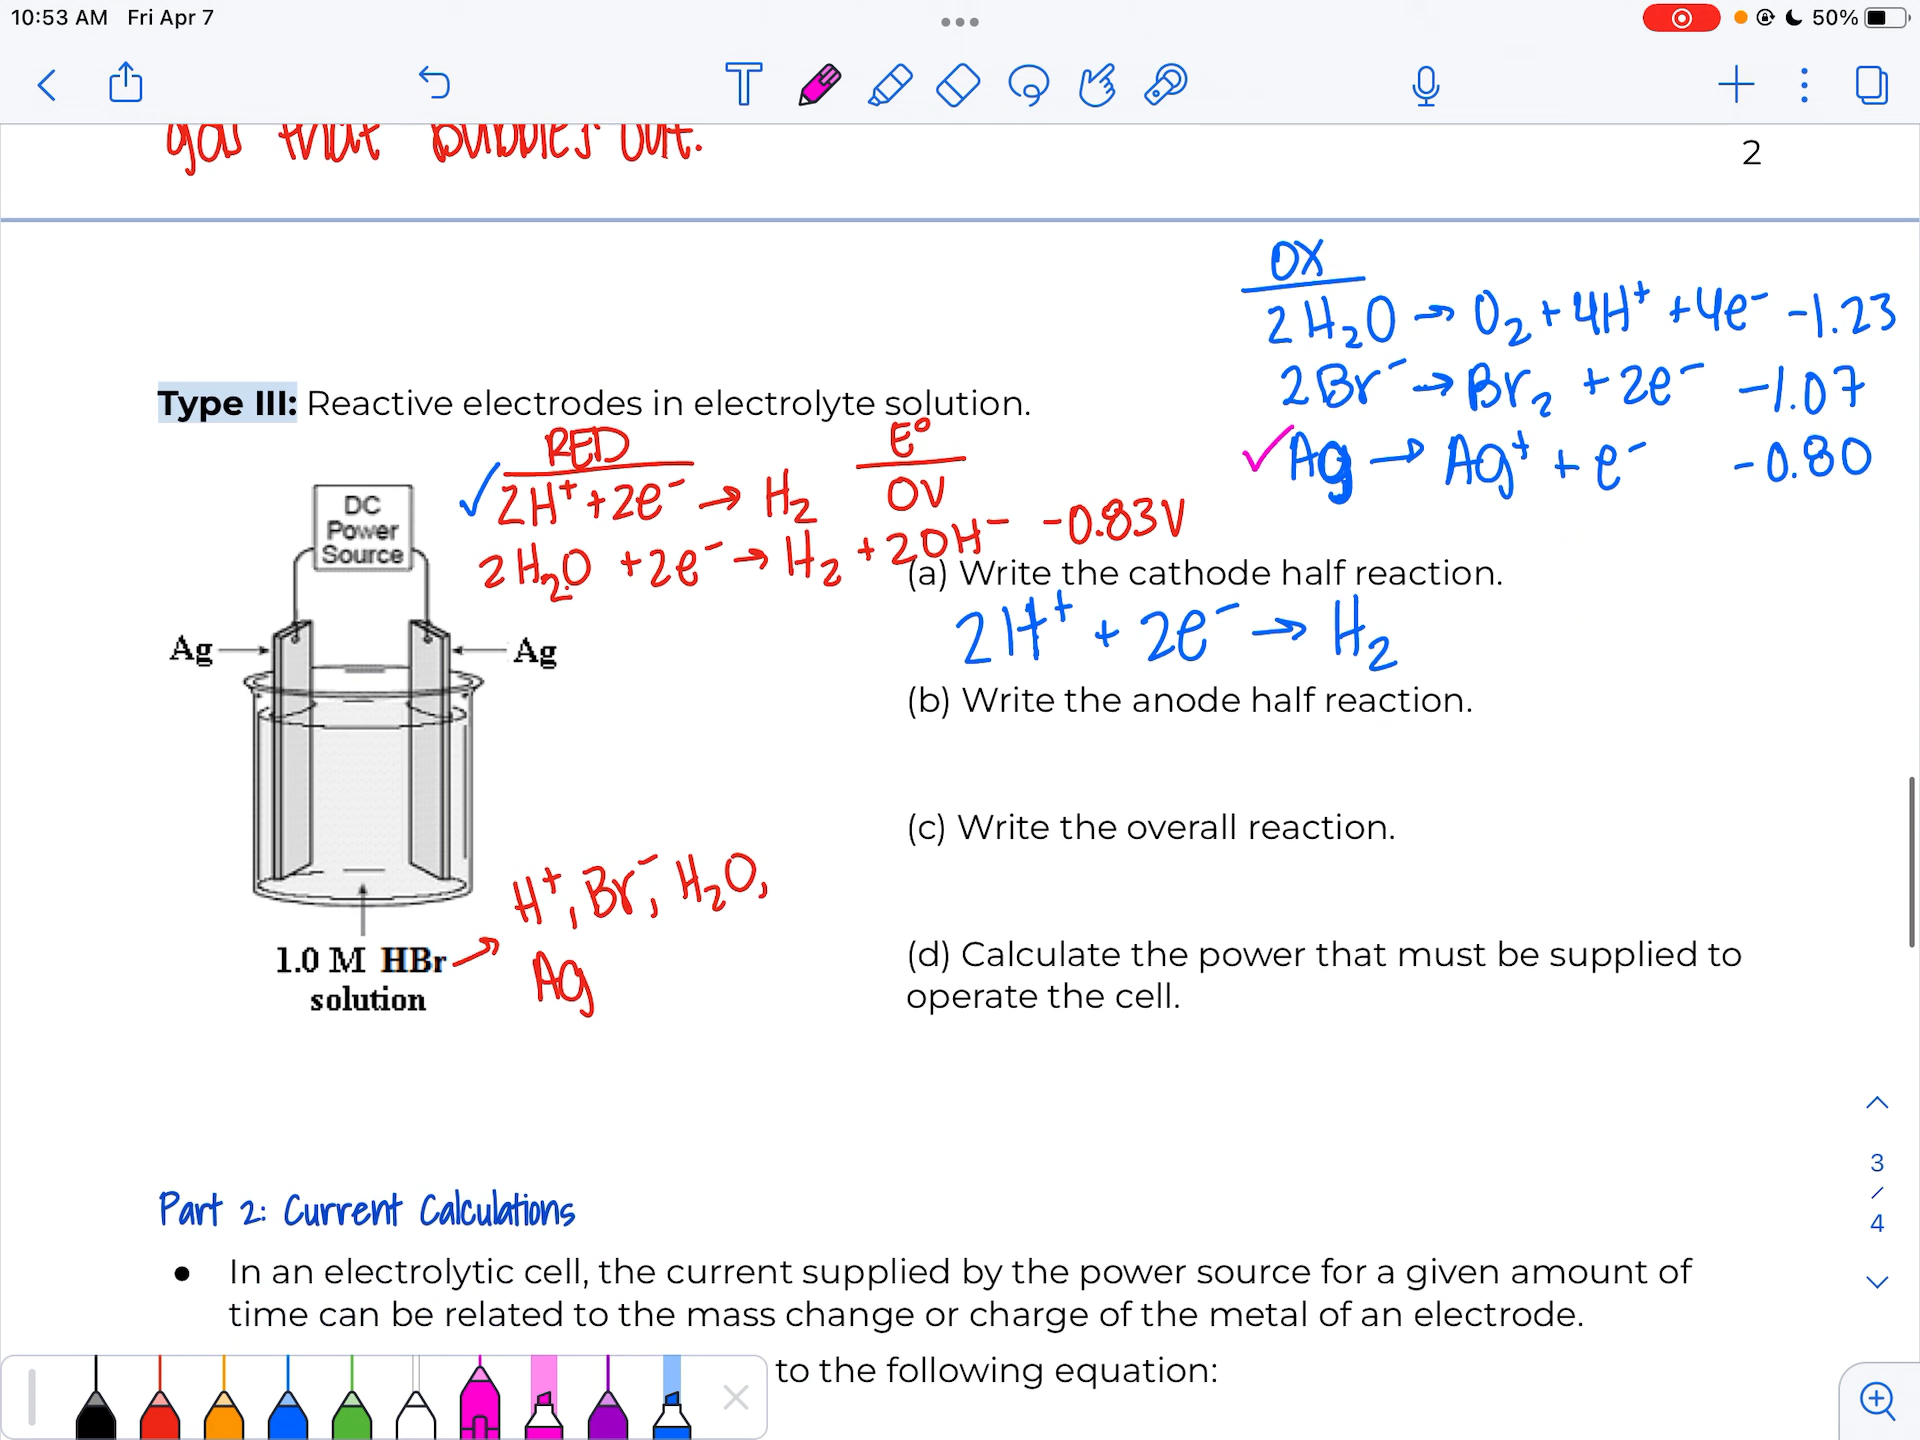 10:53 AM Fri Apr 7
50%
gas that bubbles out.
2
OX
2H₂O → O₂ + 4H⁺ + 4e⁻ -1.23
2Br⁻ → Br₂ + 2e⁻ -1.07
✓Ag → Ag⁺ + e⁻ -0.80
Type III: Reactive electrodes in electrolyte solution.
RED E°
✓2H⁺ + 2e⁻ → H₂ 0V
2H₂O + 2e⁻ → H₂ + 2OH⁻ -0.83V
DC
Power
Source
Ag
Ag
1.0 M HBr
solution
H⁺, Br⁻, H₂O,
Ag
(a) Write the cathode half reaction.
2H⁺ + 2e⁻ → H₂
(b) Write the anode half reaction.
(c) Write the overall reaction.
(d) Calculate the power that must be supplied to
operate the cell.
Part 2: Current Calculations
• In an electrolytic cell, the current supplied by the power source for a given amount of
time can be related to the mass change or charge of the metal of an electrode.
to the following equation:
3
/
4